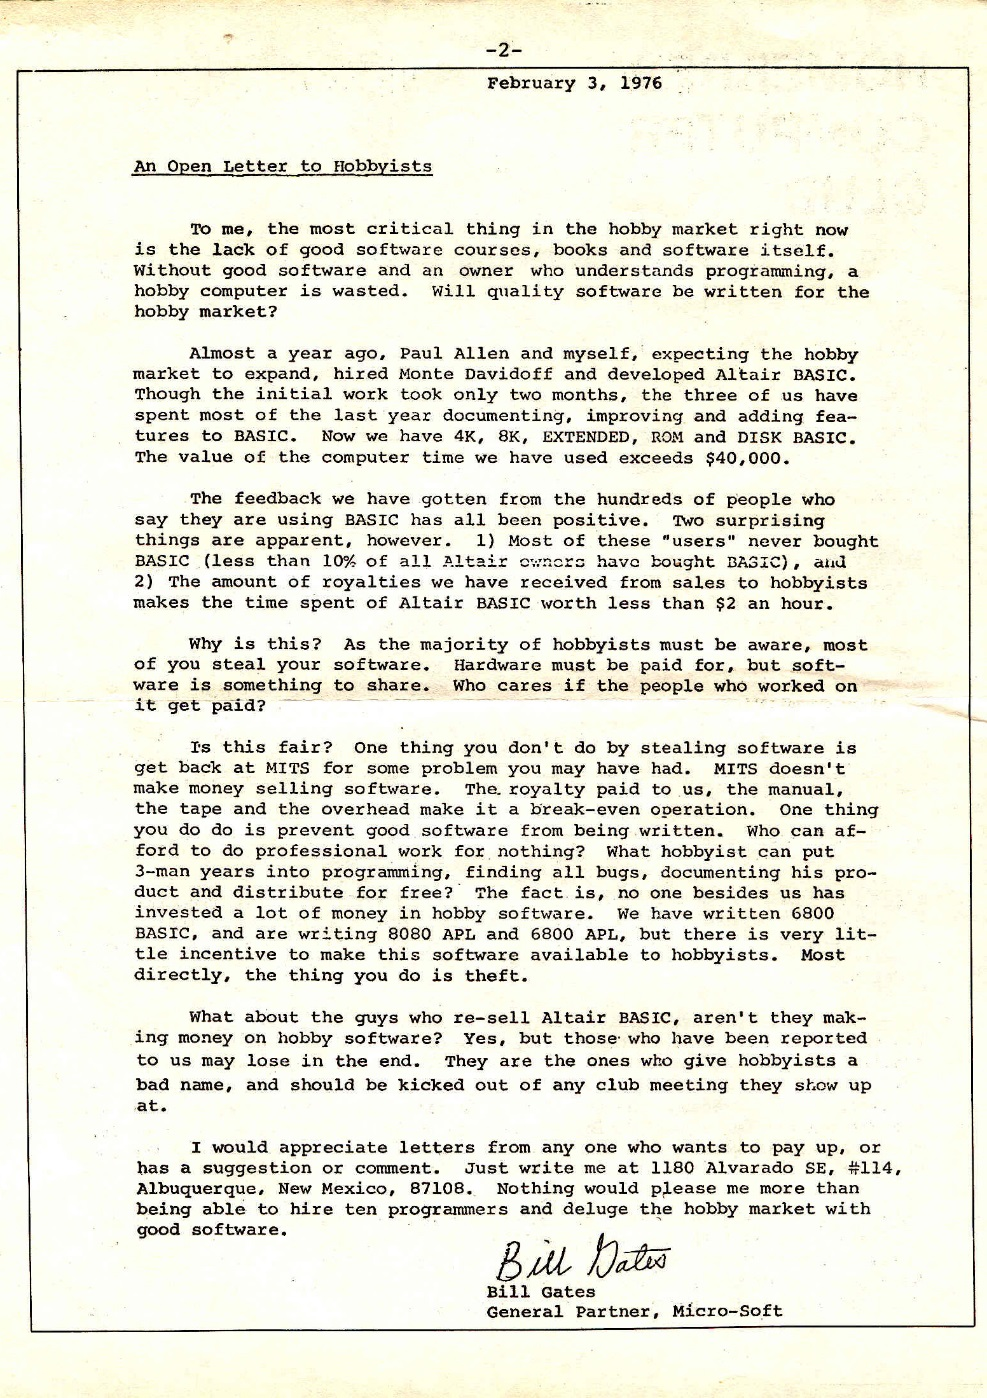 -2-
February 3, 1976
An Open Letter to Hobbyists
To me, the most critical thing in the hobby market right now
is the lack of good software courses, books and software itself.
Without good software and an owner who understands programming, a
hobby computer is wasted. Will quality software be written for the
hobby market?
Almost a year ago, Paul Allen and myself, expecting the hobby
market to expand, hired Monte Davidoff and developed Altair BASIC.
Though the initial work took only two months, the three of us have
spent most of the last year documenting, improving and adding fea-
tures to BASIC. Now we have 4K, 8K, EXTENDED, ROM and DISK BASIC.
The value of the computer time we have used exceeds $40,000.
The feedback we have gotten from the hundreds of people who
say they are using BASIC has all been positive. Two surprising
things are apparent, however. 1) Most of these "users" never bought
BASIC (less than 10% of all Altair owners have bought BASIC), and
2) The amount of royalties we have received from sales to hobbyists
makes the time spent of Altair BASIC worth less than $2 an hour.
Why is this? As the majority of hobbyists must be aware, most
of you steal your software. Hardware must be paid for, but soft-
ware is something to share. Who cares if the people who worked on
it get paid?
Is this fair? One thing you don't do by stealing software is
get back at MITS for some problem you may have had. MITS doesn't
make money selling software. The royalty paid to us, the manual,
the tape and the overhead make it a break-even operation. One thing
you do do is prevent good software from being written. Who can af-
ford to do professional work for nothing? What hobbyist can put
3-man years into programming, finding all bugs, documenting his pro-
duct and distribute for free? The fact is, no one besides us has
invested a lot of money in hobby software. We have written 6800
BASIC, and are writing 8080 APL and 6800 APL, but there is very lit-
tle incentive to make this software available to hobbyists. Most
directly, the thing you do is theft.
What about the guys who re-sell Altair BASIC, aren't they mak-
ing money on hobby software? Yes, but those who have been reported
to us may lose in the end. They are the ones who give hobbyists a
bad name, and should be kicked out of any club meeting they show up
at.
I would appreciate letters from any one who wants to pay up, or
has a suggestion or comment. Just write me at 1180 Alvarado SE, #114,
Albuquerque, New Mexico, 87108. Nothing would please me more than
being able to hire ten programmers and deluge the hobby market with
good software.
Bill Gates
Bill Gates
General Partner, Micro-Soft